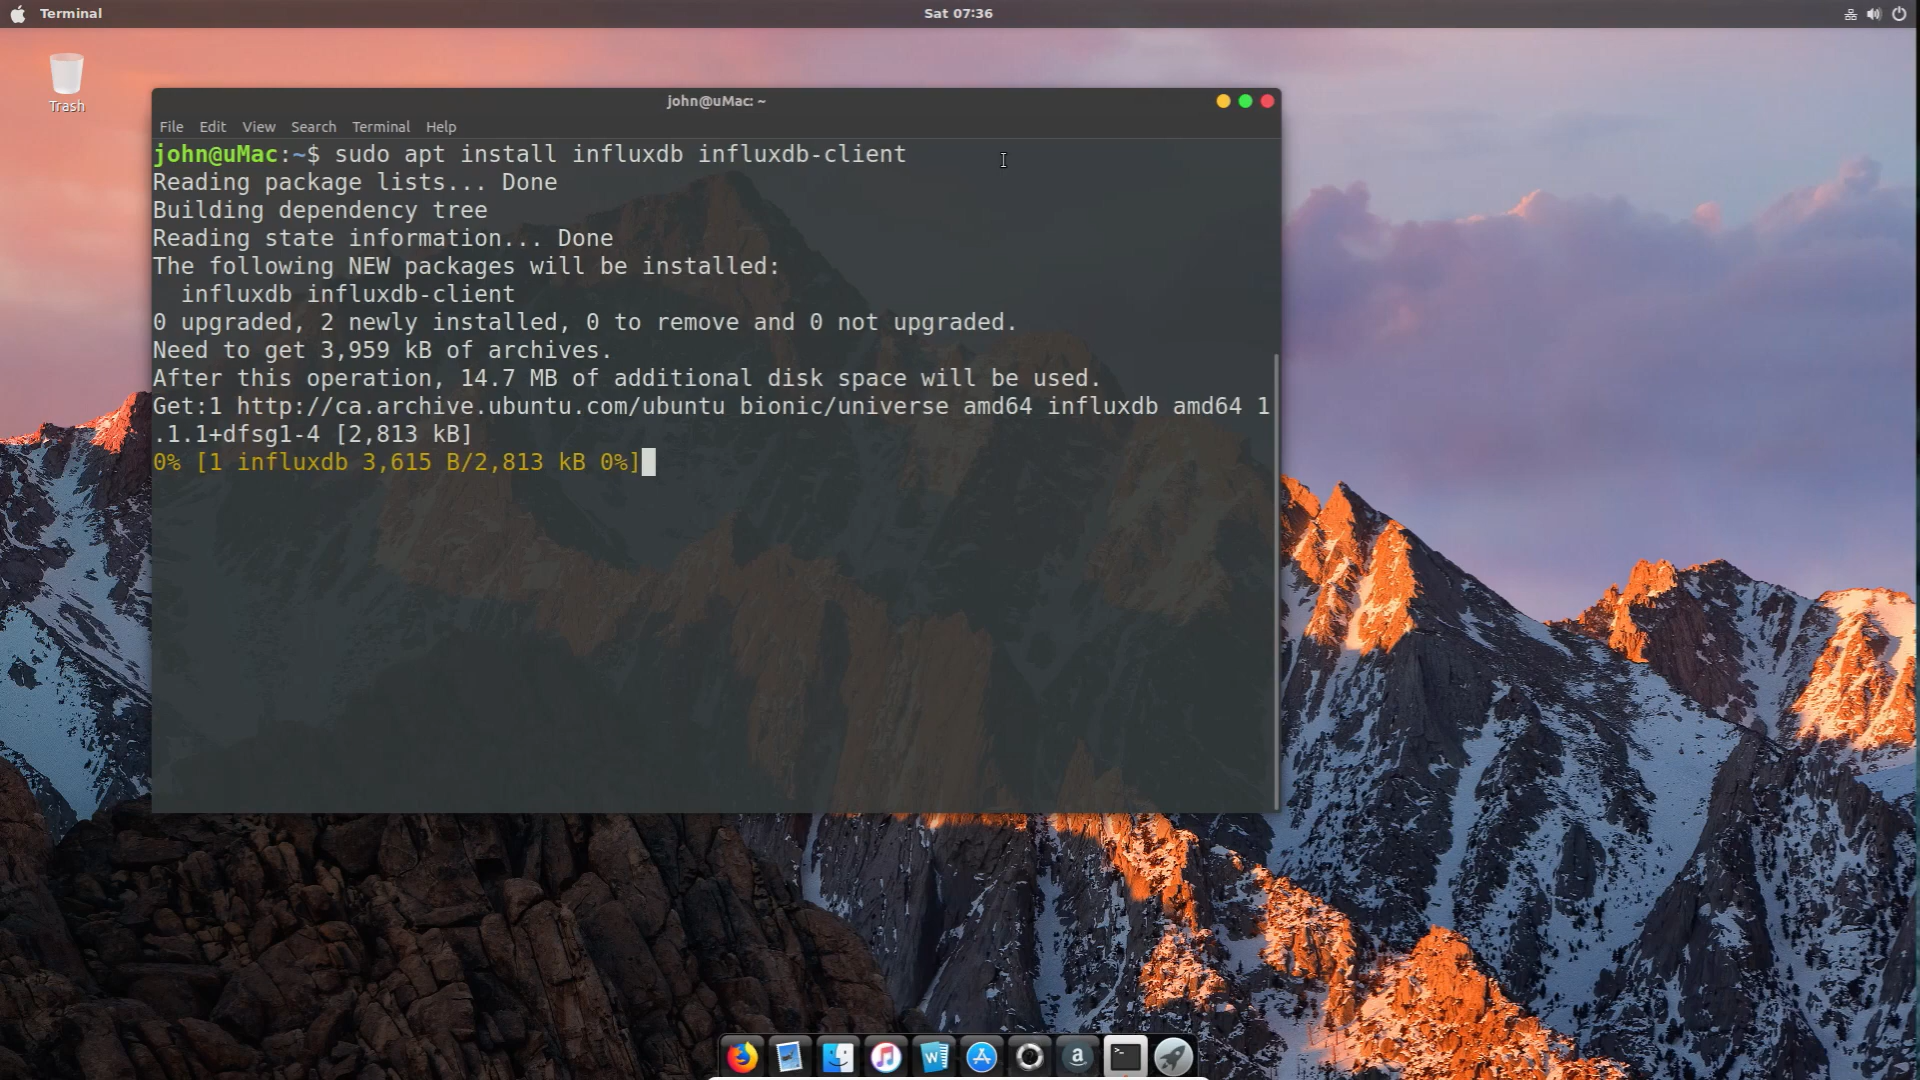 Terminal
Sat 07:36
Trash
john@uMac: ~
File Edit View Search Terminal Help
john@uMac:~$ sudo apt install influxdb influxdb-client
Reading package lists... Done
Building dependency tree
Reading state information... Done
The following NEW packages will be installed:
  influxdb influxdb-client
0 upgraded, 2 newly installed, 0 to remove and 0 not upgraded.
Need to get 3,959 kB of archives.
After this operation, 14.7 MB of additional disk space will be used.
Get:1 http://ca.archive.ubuntu.com/ubuntu bionic/universe amd64 influxdb amd64 1
.1.1+dfsg1-4 [2,813 kB]
0% [1 influxdb 3,615 B/2,813 kB 0%]